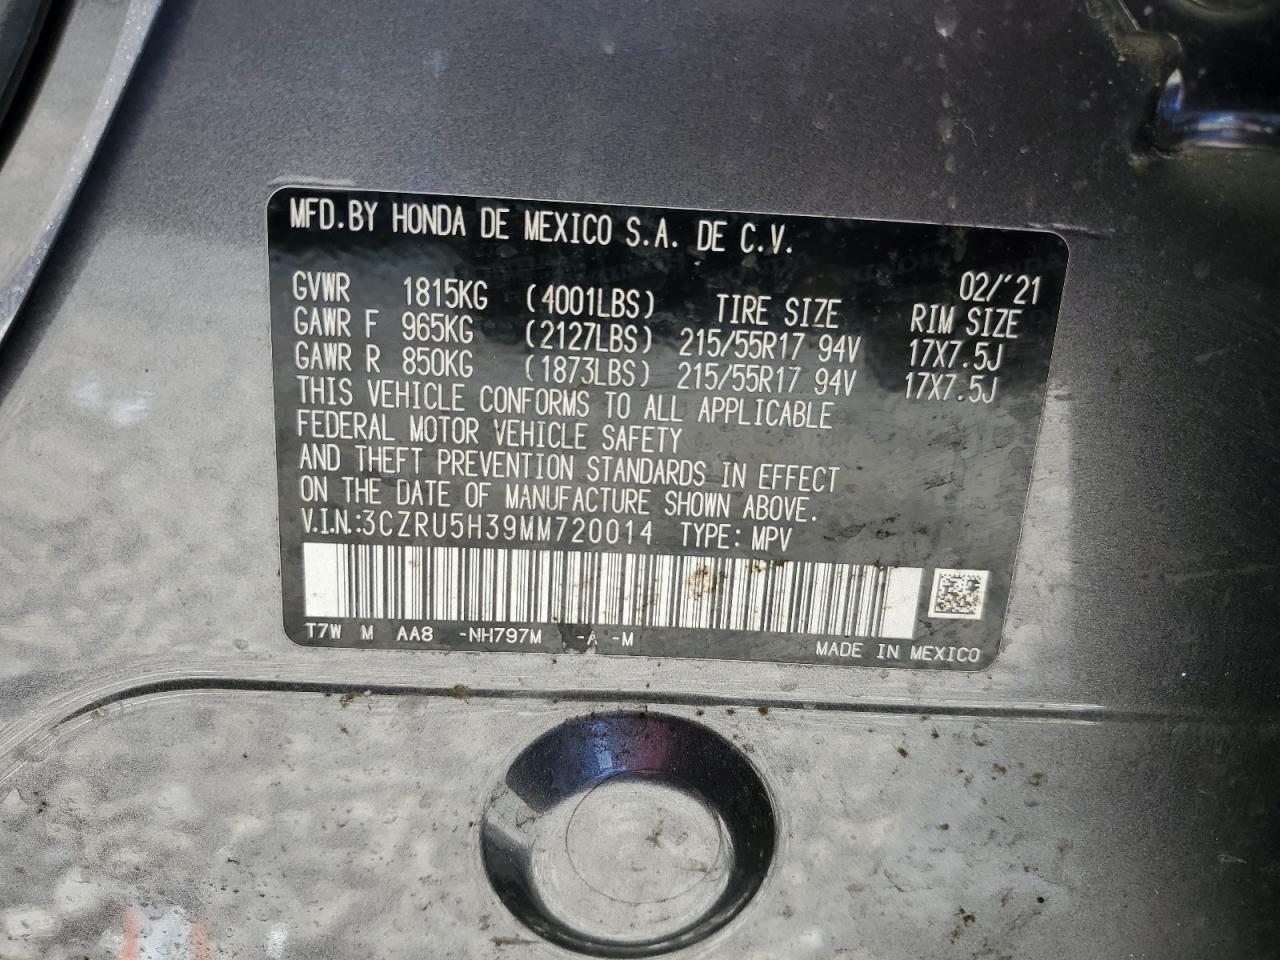 MFD.BY HONDA DE MEXICO S.A. DE C.V.
02/'21
GVWR 1815KG (4001LBS) TIRE SIZE RIM SIZE
GAWR F 965KG (2127LBS) 215/55R17 94V 17X7.5J
GAWR R 850KG (1873LBS) 215/55R17 94V 17X7.5J
THIS VEHICLE CONFORMS TO ALL APPLICABLE
FEDERAL MOTOR VEHICLE SAFETY
AND THEFT PREVENTION STANDARDS IN EFFECT
ON THE DATE OF MANUFACTURE SHOWN ABOVE.
V.I.N.:3CZRU5H39MM720014 TYPE: MPV
T7W M AA8 -NH797M -A -M
MADE IN MEXICO